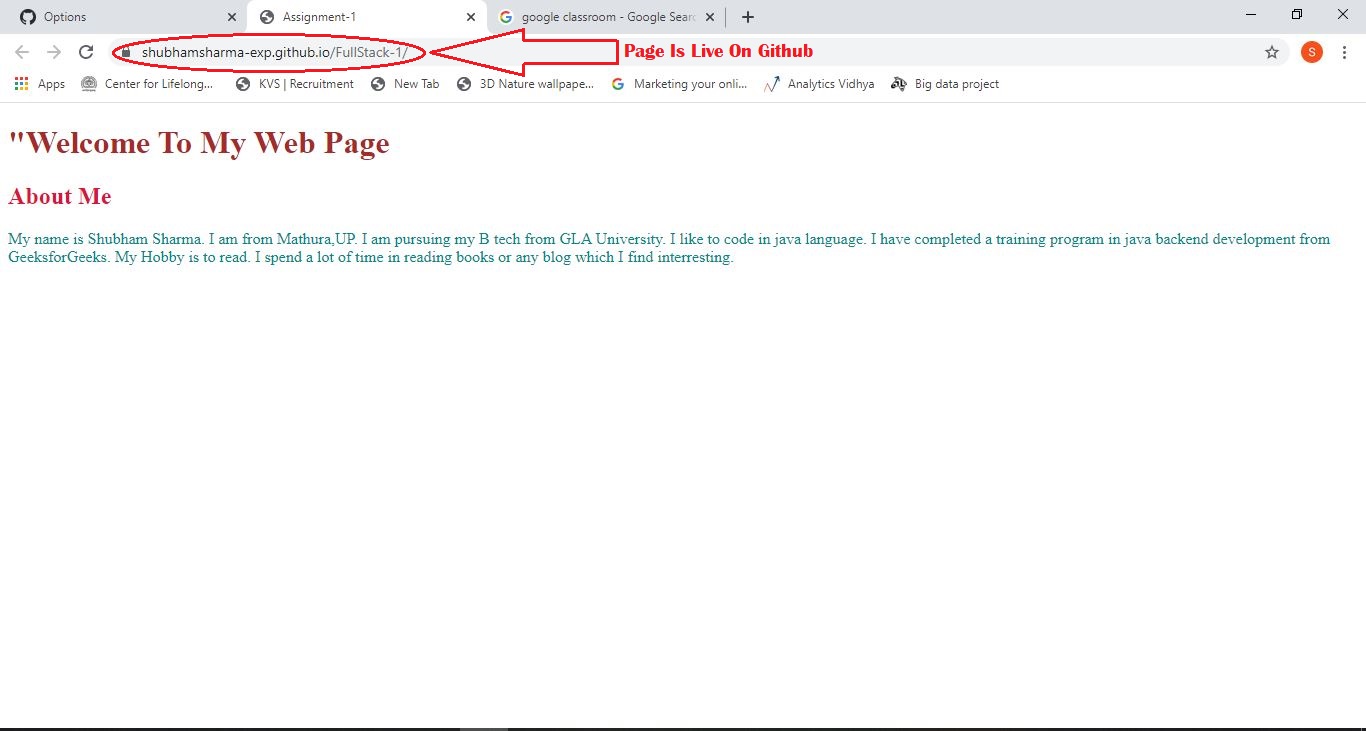 Options
Assignment-1
google classroom - Google Sear
shubhamsharma-exp.github.io/FullStack-1/
Page Is Live On Github
S
Apps
Center for Lifelong...
KVS | Recruitment
New Tab
3D Nature wallpape...
Marketing your onli...
Analytics Vidhya
Big data project
"Welcome To My Web Page
About Me
My name is Shubham Sharma. I am from Mathura,UP. I am pursuing my B tech from GLA University. I like to code in java language. I have completed a training program in java backend development from
GeeksforGeeks. My Hobby is to read. I spend a lot of time in reading books or any blog which I find interresting.